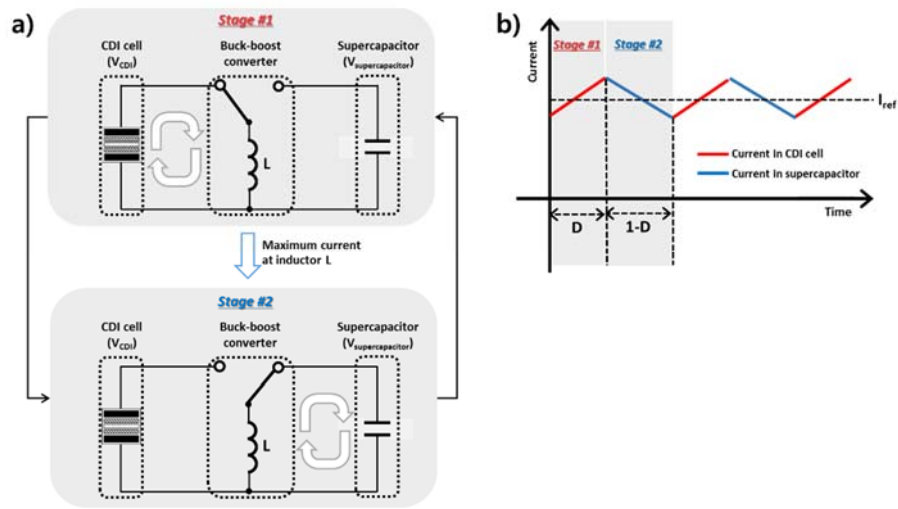 a)
Stage #1
CDI cell
(VCDI)
Buck-boost
converter
Supercapacitor
(Vsupercapacitor)
L
Maximum current
at inductor L
Stage #2
CDI cell
(VCDI)
Buck-boost
converter
Supercapacitor
(Vsupercapacitor)
L
b)
Current
Stage #1
Stage #2
Iref
Current in CDI cell
Current in supercapacitor
Time
D
1-D